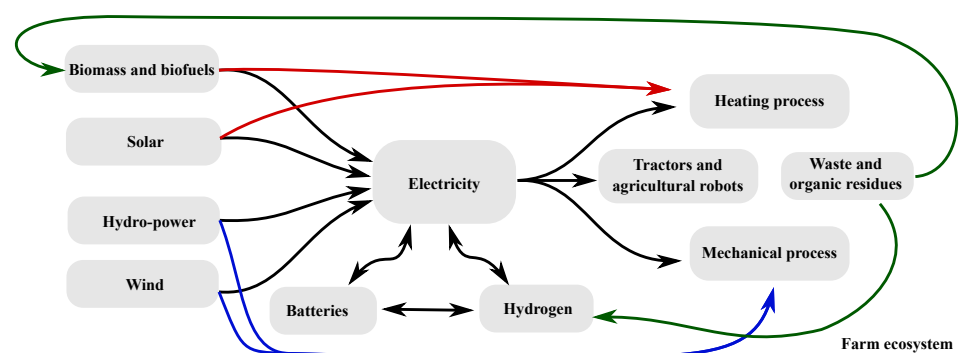 Biomass and biofuels
Solar
Hydro-power
Wind
Electricity
Batteries
Hydrogen
Heating process
Tractors and
agricultural robots
Mechanical process
Waste and
organic residues
Farm ecosystem